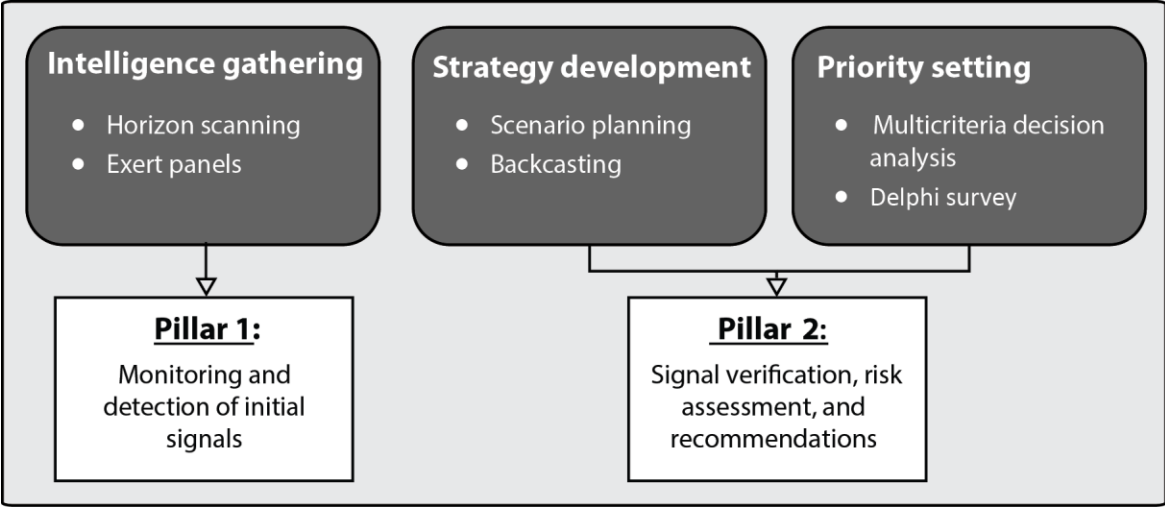 Intelligence gathering
• Horizon scanning
• Exert panels
Strategy development
• Scenario planning
• Backcasting
Priority setting
• Multicriteria decision
analysis
• Delphi survey
Pillar 1:
Monitoring and
detection of initial
signals
Pillar 2:
Signal verification, risk
assessment, and
recommendations